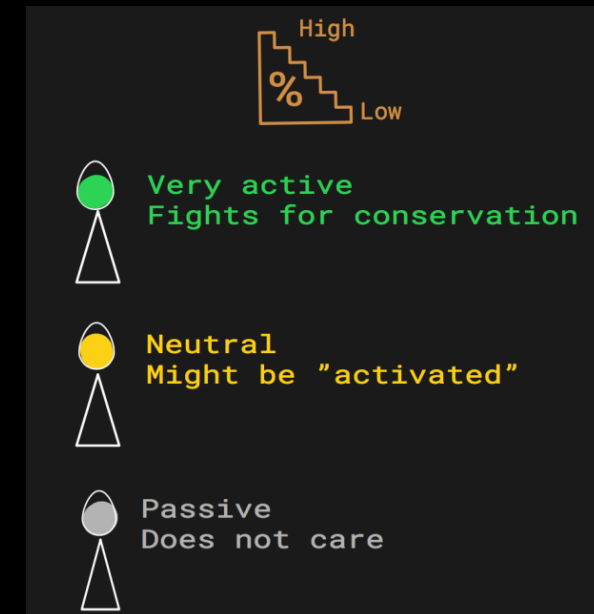 High
%
Low
Very active
Fights for conservation
Neutral
Might be ”activated”
Passive
Does not care